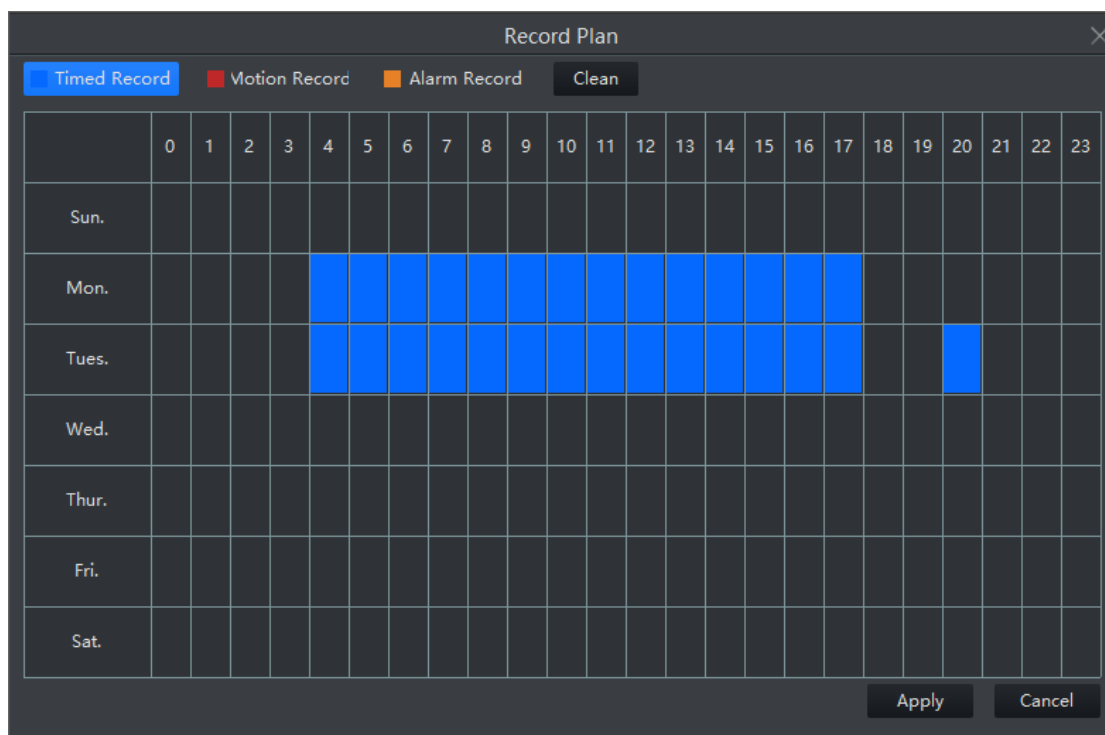 Record Plan
Timed Record Motion Record Alarm Record Clean
0 1 2 3 4 5 6 7 8 9 10 11 12 13 14 15 16 17 18 19 20 21 22 23
Sun.
Mon.
Tues.
Wed.
Thur.
Fri.
Sat.
Apply Cancel